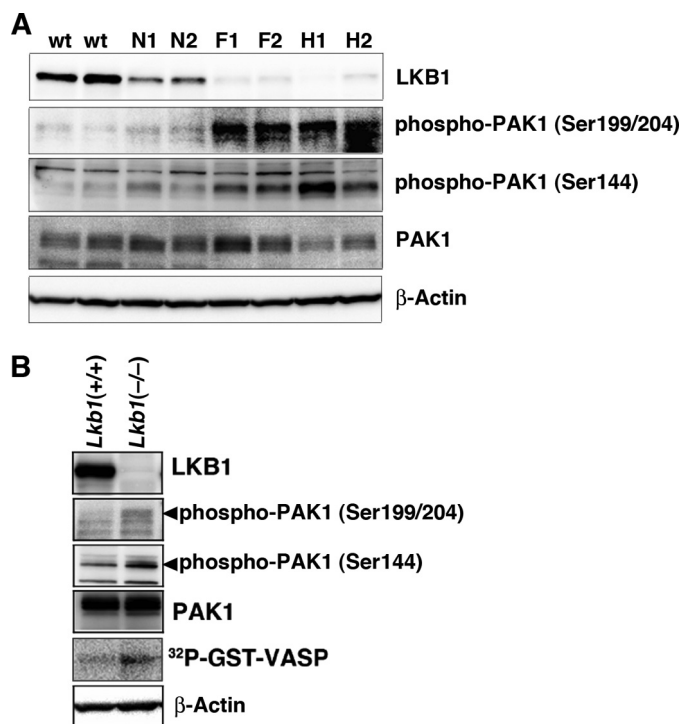 A
wt wt N1 N2 F1 F2 H1 H2
LKB1
phospho-PAK1 (Ser199/204)
phospho-PAK1 (Ser144)
PAK1
β-Actin
B
Lkb1(+/+)
Lkb1(−/−)
LKB1
◄phospho-PAK1 (Ser199/204)
◄phospho-PAK1 (Ser144)
PAK1
³²P-GST-VASP
β-Actin